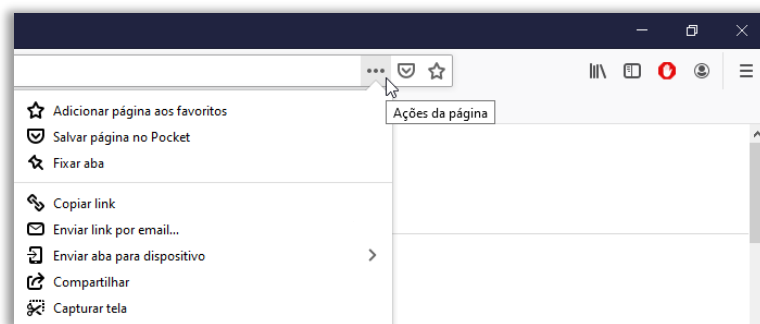 Ações da página
Adicionar página aos favoritos
Salvar página no Pocket
Fixar aba
Copiar link
Enviar link por email...
Enviar aba para dispositivo
Compartilhar
Capturar tela